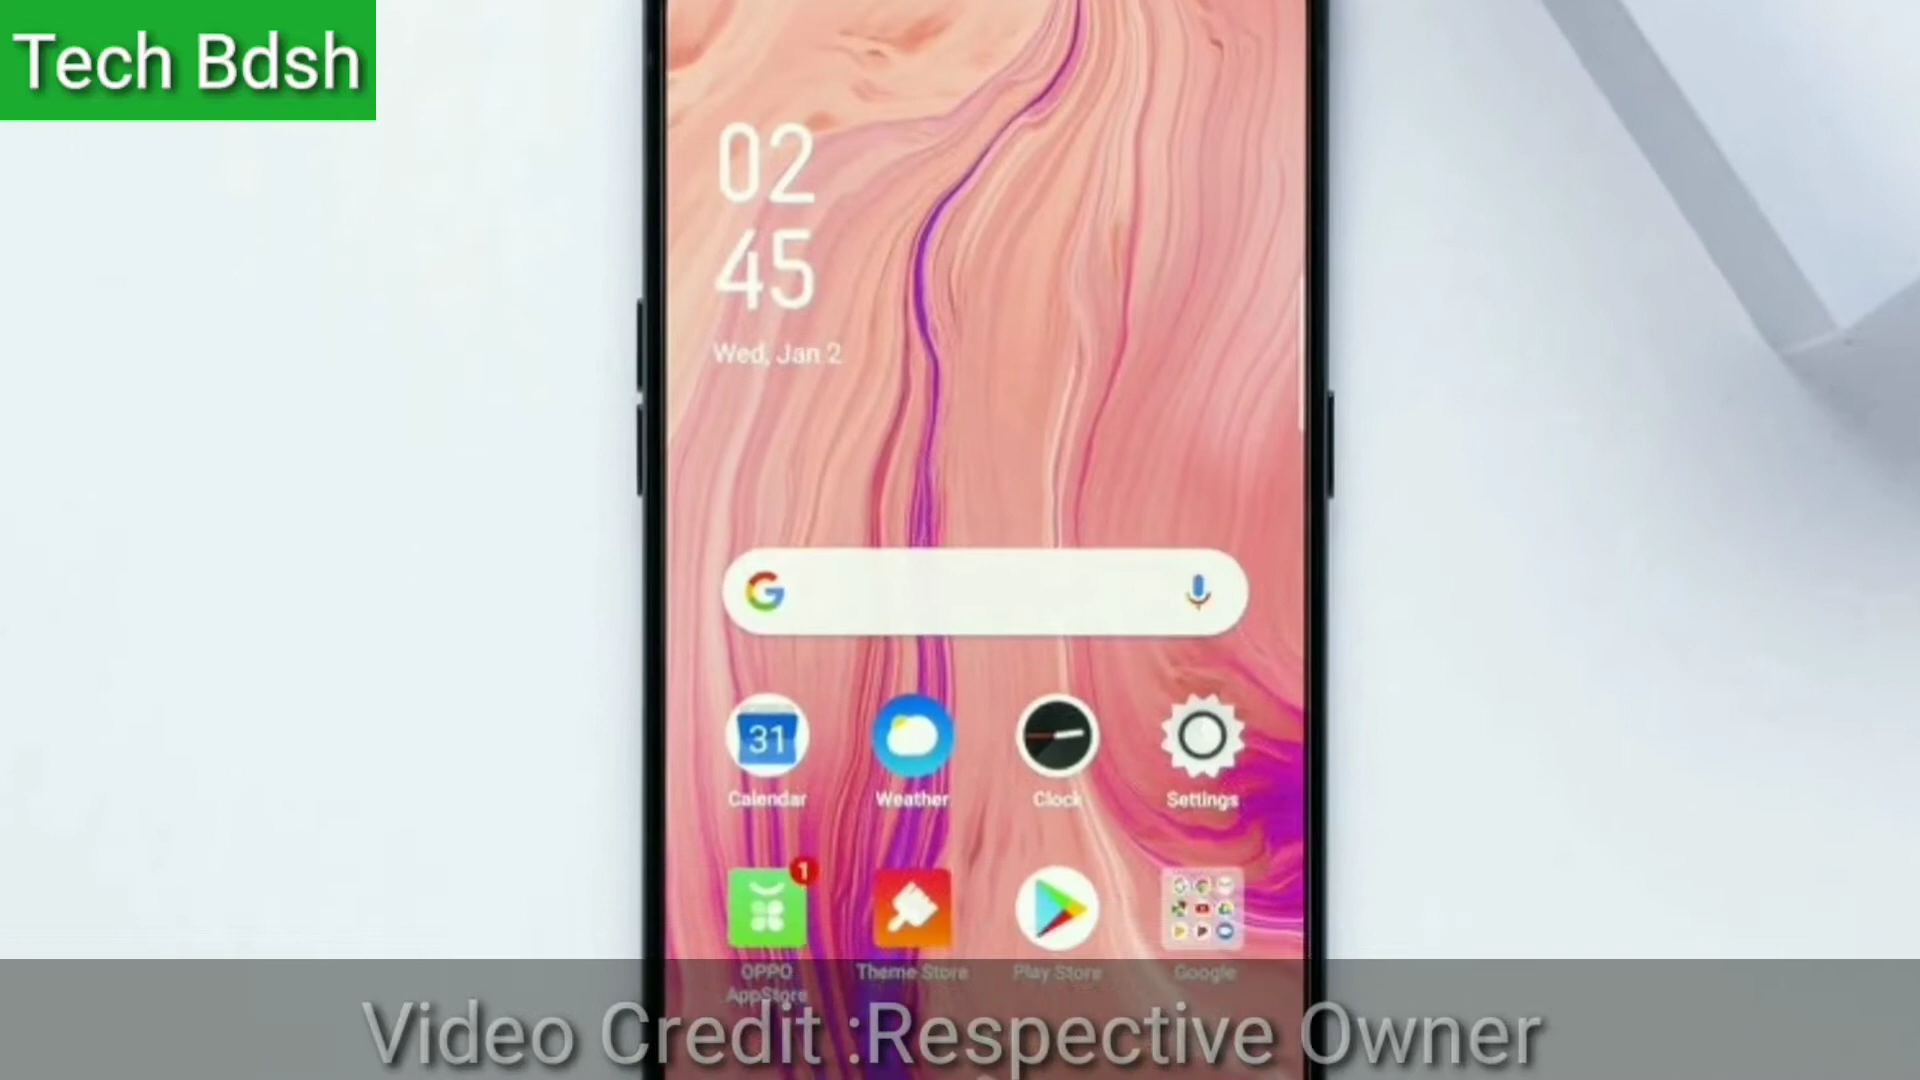 Tech Bdsh
02
45
Wed, Jan 2
31
Calendar
Weather
Clock
Settings
1
OPPO
AppStore
Theme Store
Play Store
Google
Video Credit :Respective Owner